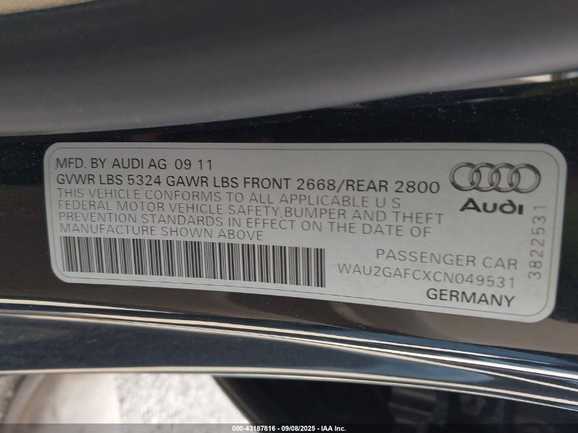 MFD. BY AUDI AG 09 11
GVWR LBS 5324 GAWR LBS FRONT 2668/REAR 2800
THIS VEHICLE CONFORMS TO ALL APPLICABLE U S
FEDERAL MOTOR VEHICLE SAFETY,BUMPER AND THEFT
PREVENTION STANDARDS IN EFFECT ON THE DATE OF
MANUFACTURE SHOWN ABOVE
Audi
3822531
PASSENGER CAR
WAU2GAFCXCN049531
GERMANY
000-43187816 - 09/08/2025 - IAA Inc.